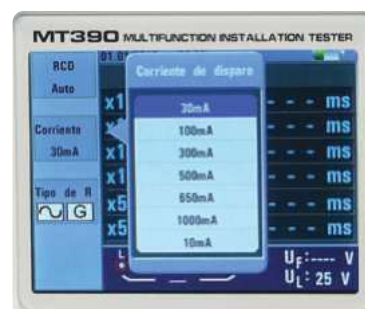 MT390 MULTIFUNCTION INSTALLATION TESTER
RCD
Auto
Corriente
30mA
Tipo de R
G
Corriente de disparo
30mA
100mA
300mA
500mA
650mA
1000mA
10mA
x1 - - - ms
- - - ms
x1 - - - ms
x1 - - - ms
x5 - - - ms
x5 - - - ms
L
UF:---- V
UL: 25 V